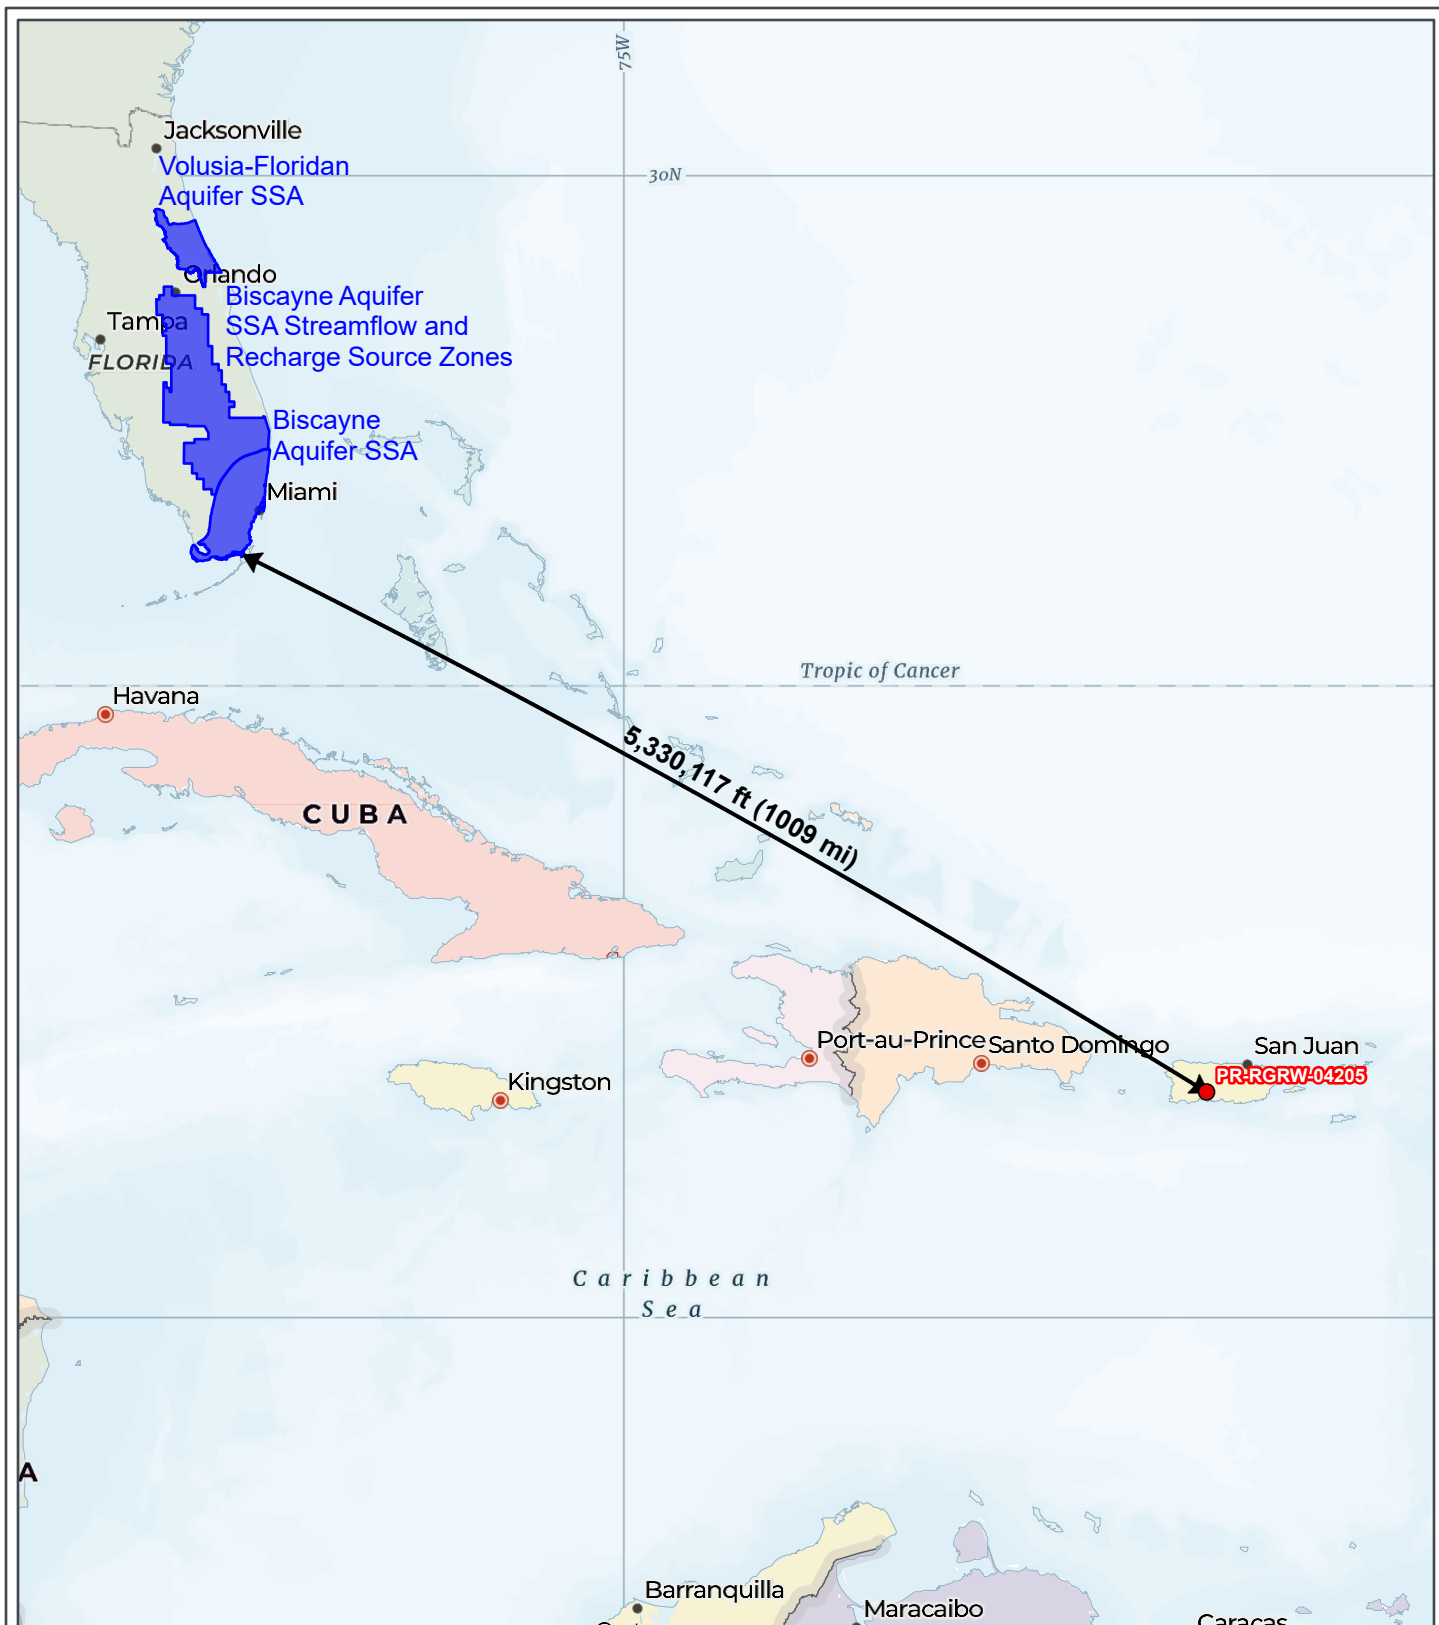 75W
Jacksonville
Volusia-Floridan
Aquifer SSA
30N
Orlando
Biscayne Aquifer
SSA Streamflow and
Recharge Source Zones
Tampa
FLORIDA
Biscayne
Aquifer SSA
Miami
Tropic of Cancer
Havana
5,330,117 ft (1009 mi)
CUBA
Port-au-Prince
Santo Domingo
San Juan
PR-RGRW-04205
Kingston
Caribbean
Sea
A
Barranquilla
Maracaibo
Caracas